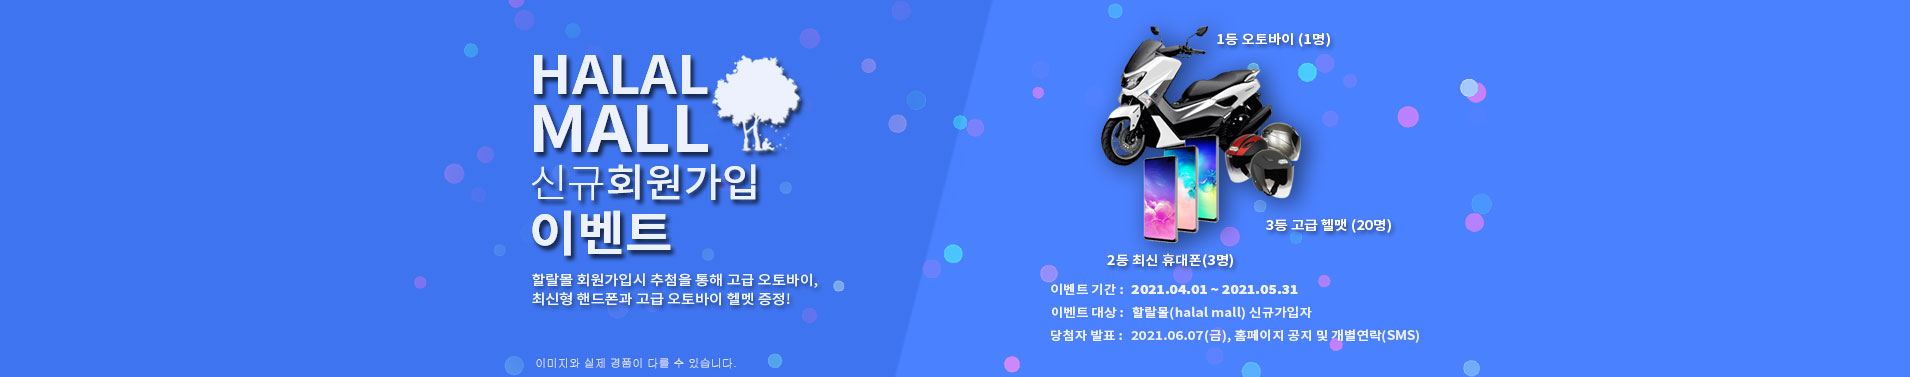 HALAL
MALL
신규회원가입
이벤트
할랄몰 회원가입시 추첨을 통해 고급 오토바이,
최신형 핸드폰과 고급 오토바이 헬멧 증정!
이미지와 실제 경품이 다를 수 있습니다.
1등 오토바이 (1명)
3등 고급 헬맷 (20명)
2등 최신 휴대폰(3명)
이벤트 기간 : 2021.04.01 ~ 2021.05.31
이벤트 대상 : 할랄몰(halal mall) 신규가입자
당첨자 발표 : 2021.06.07(금), 홈페이지 공지 및 개별연락(SMS)